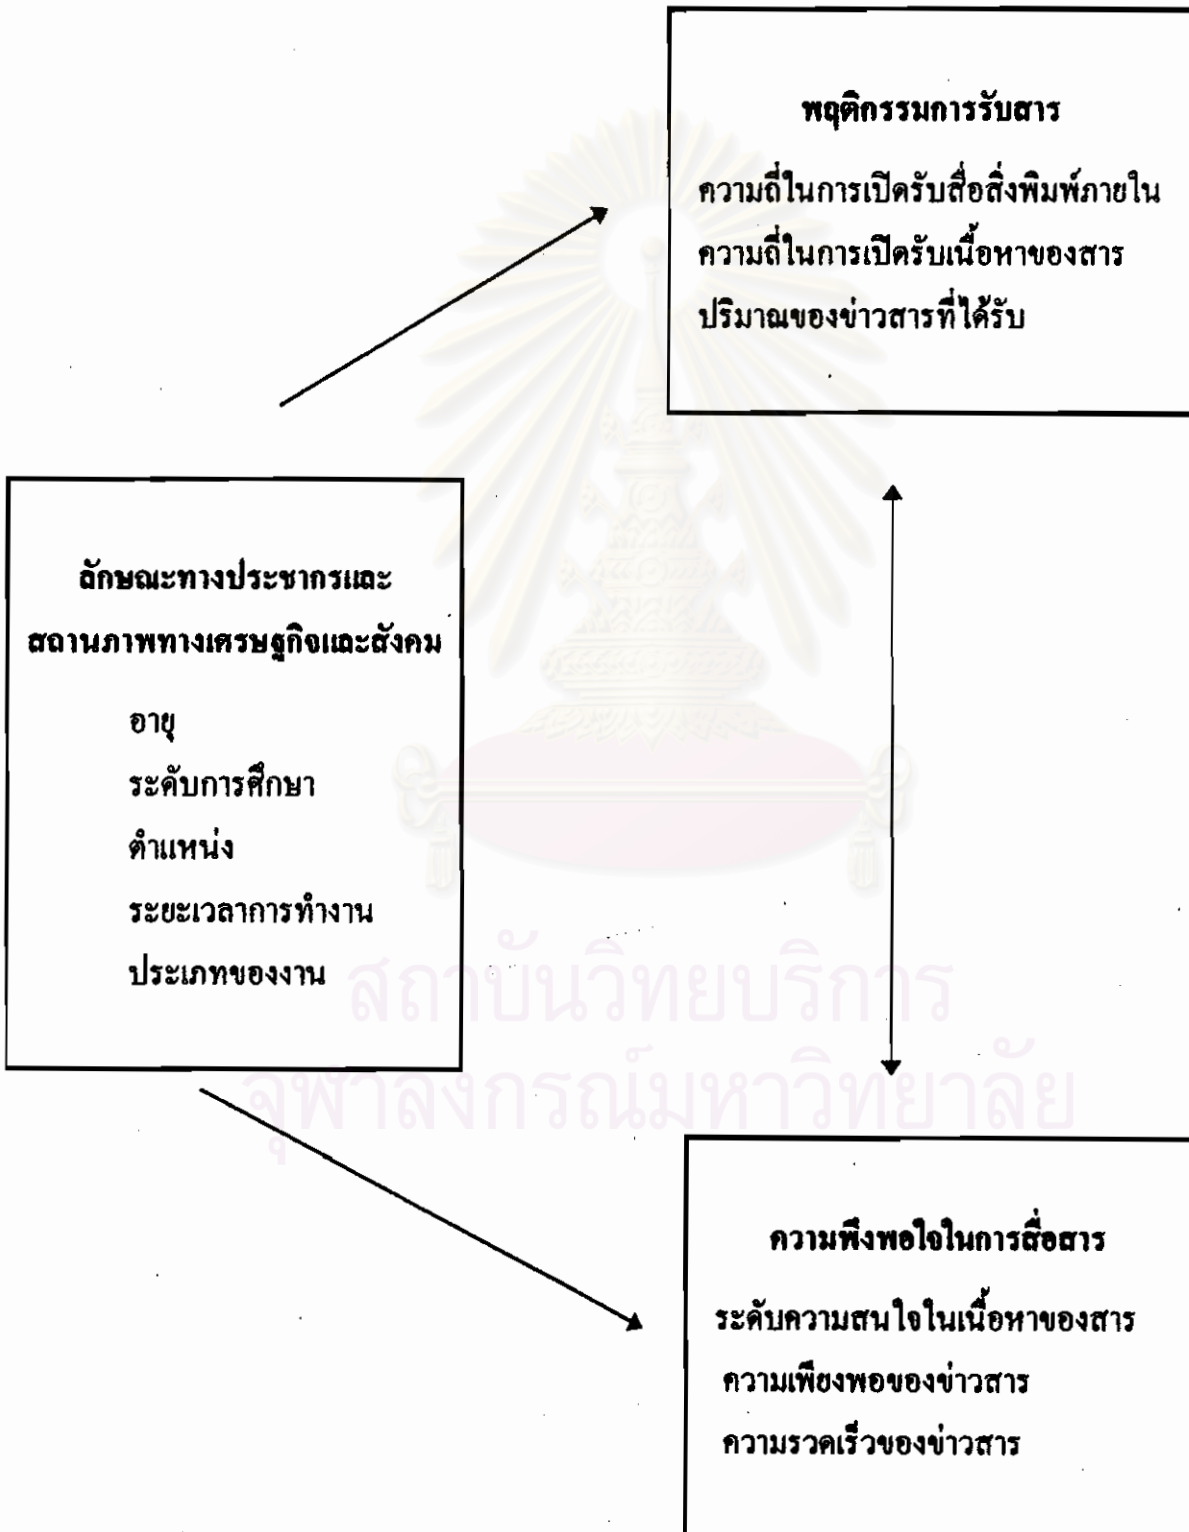 พฤติกรรมการรับสาร
ความถี่ในการเปิดรับสื่อสิ่งพิมพ์ภายใน
ความถี่ในการเปิดรับเนื้อหาของสาร
ปริมาณของข่าวสารที่ได้รับ
ลักษณะทางประชากรและ
สถานภาพทางเศรษฐกิจและสังคม
อายุ
ระดับการศึกษา
ตำแหน่ง
ระยะเวลาการทำงาน
ประเภทของงาน
สถาบันวิทยบริการ
จุฬาลงกรณ์มหาวิทยาลัย
ความพึงพอใจในการสื่อสาร
ระดับความสนใจในเนื้อหาของสาร
ความเพียงพอของข่าวสาร
ความรวดเร็วของข่าวสาร